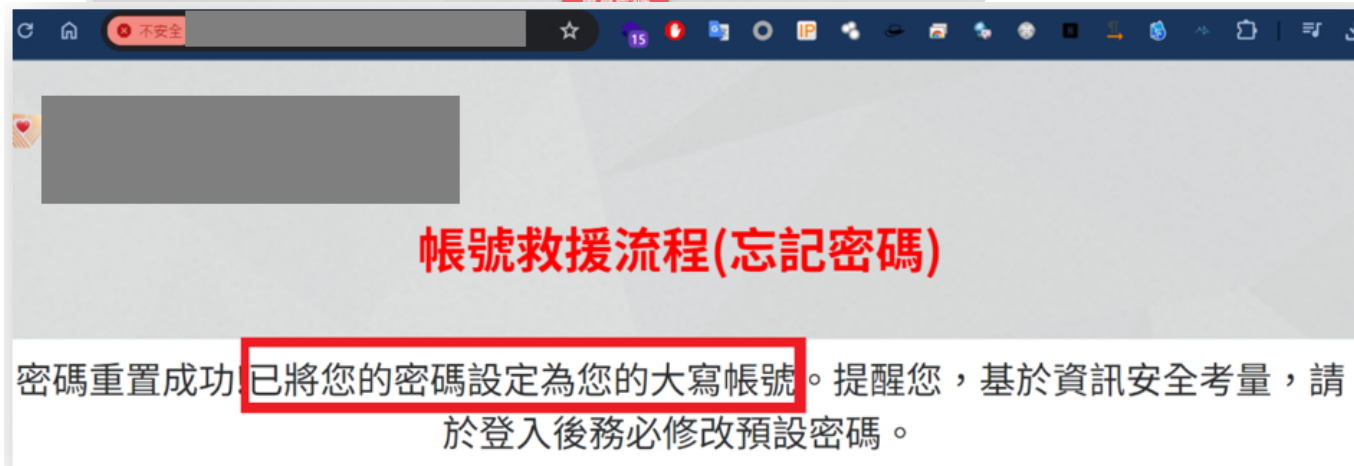 不安全
15
IP
帳號救援流程(忘記密碼)
密碼重置成功!已將您的密碼設定為您的大寫帳號。提醒您，基於資訊安全考量，請
於登入後務必修改預設密碼。